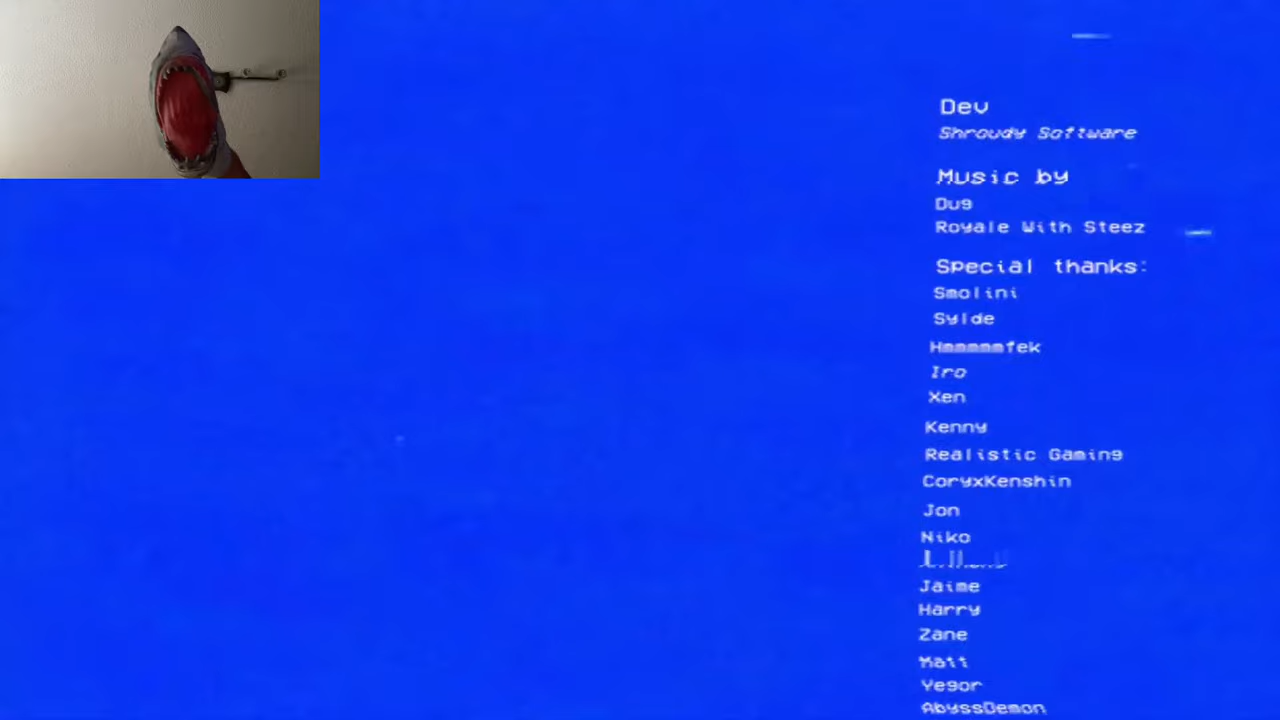 Dev
Shroudy Software
Music by
Dug
Royale With Steez
Special thanks:
Smolini
Sylde
Hmmmmmfek
Iro
Xen
Kenny
Realistic Gaming
CoryxKenshin
Jon
Niko
Jaime
Harry
Zane
Matt
Yegor
AbyssDemon